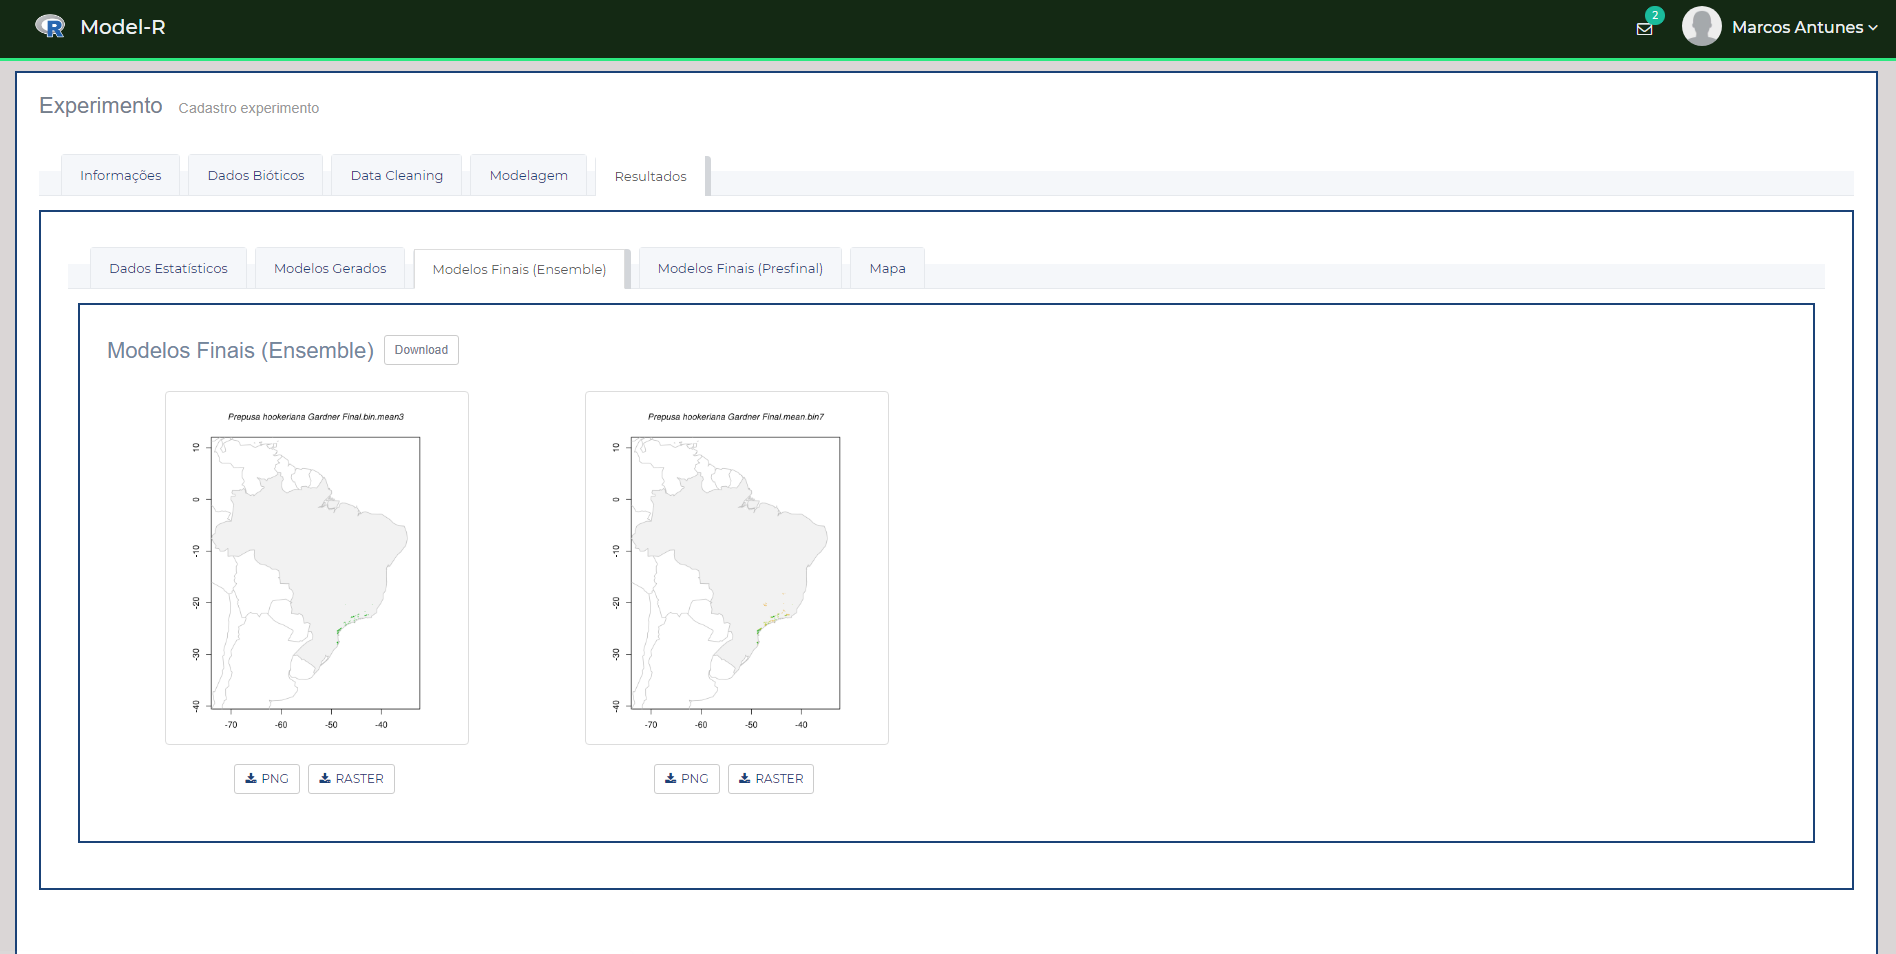 Model-R
2
Marcos Antunes
Experimento Cadastro experimento
Informações Dados Bióticos Data Cleaning Modelagem Resultados
Dados Estatísticos Modelos Gerados Modelos Finais (Ensemble) Modelos Finais (Presfinal) Mapa
Modelos Finais (Ensemble) Download
Prepusa hookeriana Gardner Final.bin.mean3
10
0
-10
-20
-30
-40
-70 -60 -50 -40
PNG RASTER
Prepusa hookeriana Gardner Final.mean.bin7
10
0
-10
-20
-30
-40
-70 -60 -50 -40
PNG RASTER